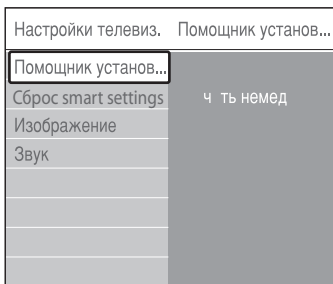 Настройки телевиз. Помощник установ...
Помощник установ...
Сброс smart settings ч ть немед
Изображение
Звук